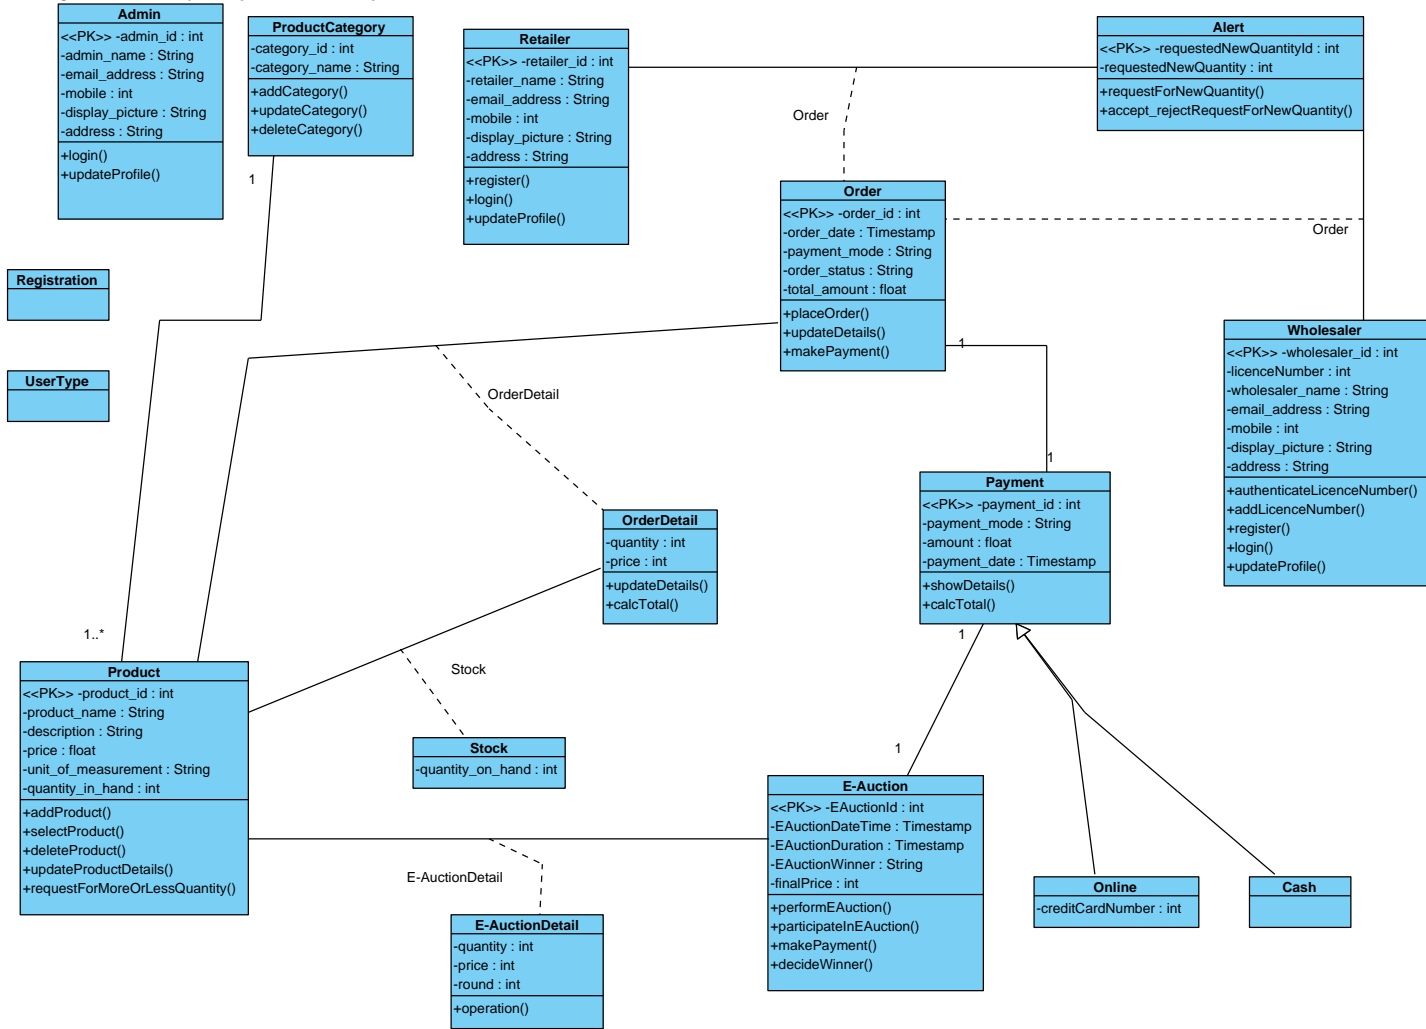 Admin
<<PK>> -admin_id : int
-admin_name : String
-email_address : String
-mobile : int
-display_picture : String
-address : String
+login()
+updateProfile()
ProductCategory
-category_id : int
-category_name : String
+addCategory()
+updateCategory()
+deleteCategory()
1
Retailer
<<PK>> -retailer_id : int
-retailer_name : String
-email_address : String
-mobile : int
-display_picture : String
-address : String
+register()
+login()
+updateProfile()
Alert
<<PK>> -requestedNewQuantityId : int
-requestedNewQuantity : int
+requestForNewQuantity()
+accept_rejectRequestForNewQuantity()
Order
Order
<<PK>> -order_id : int
-order_date : Timestamp
-payment_mode : String
-order_status : String
-total_amount : float
+placeOrder()
+updateDetails()
+makePayment()
Order
1
Registration
UserType
OrderDetail
Wholesaler
<<PK>> -wholesaler_id : int
-licenceNumber : int
-wholesaler_name : String
-email_address : String
-mobile : int
-display_picture : String
-address : String
+authenticateLicenceNumber()
+addLicenceNumber()
+register()
+login()
+updateProfile()
1
Payment
<<PK>> -payment_id : int
-payment_mode : String
-amount : float
-payment_date : Timestamp
+showDetails()
+calcTotal()
1
OrderDetail
-quantity : int
-price : int
+updateDetails()
+calcTotal()
1..*
Product
<<PK>> -product_id : int
-product_name : String
-description : String
-price : float
-unit_of_measurement : String
-quantity_in_hand : int
+addProduct()
+selectProduct()
+deleteProduct()
+updateProductDetails()
+requestForMoreOrLessQuantity()
Stock
Stock
-quantity_on_hand : int
1
E-Auction
<<PK>> -EAuctionId : int
-EAuctionDateTime : Timestamp
-EAuctionDuration : Timestamp
-EAuctionWinner : String
-finalPrice : int
+performEAuction()
+participateInEAuction()
+makePayment()
+decideWinner()
E-AuctionDetail
E-AuctionDetail
-quantity : int
-price : int
-round : int
+operation()
Online
-creditCardNumber : int
Cash